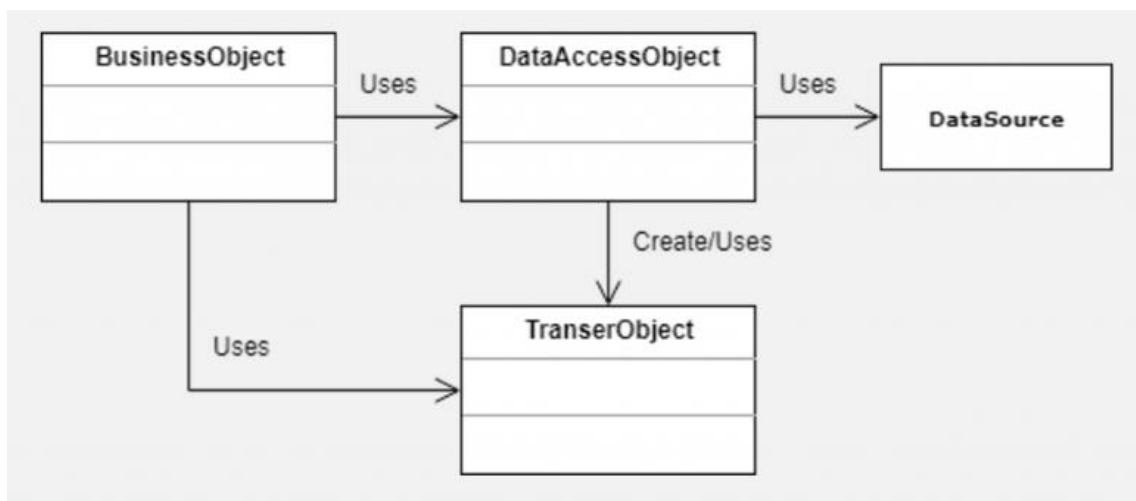 BusinessObject
Uses
DataAccessObject
Uses
DataSource
Create/Uses
Uses
TranserObject